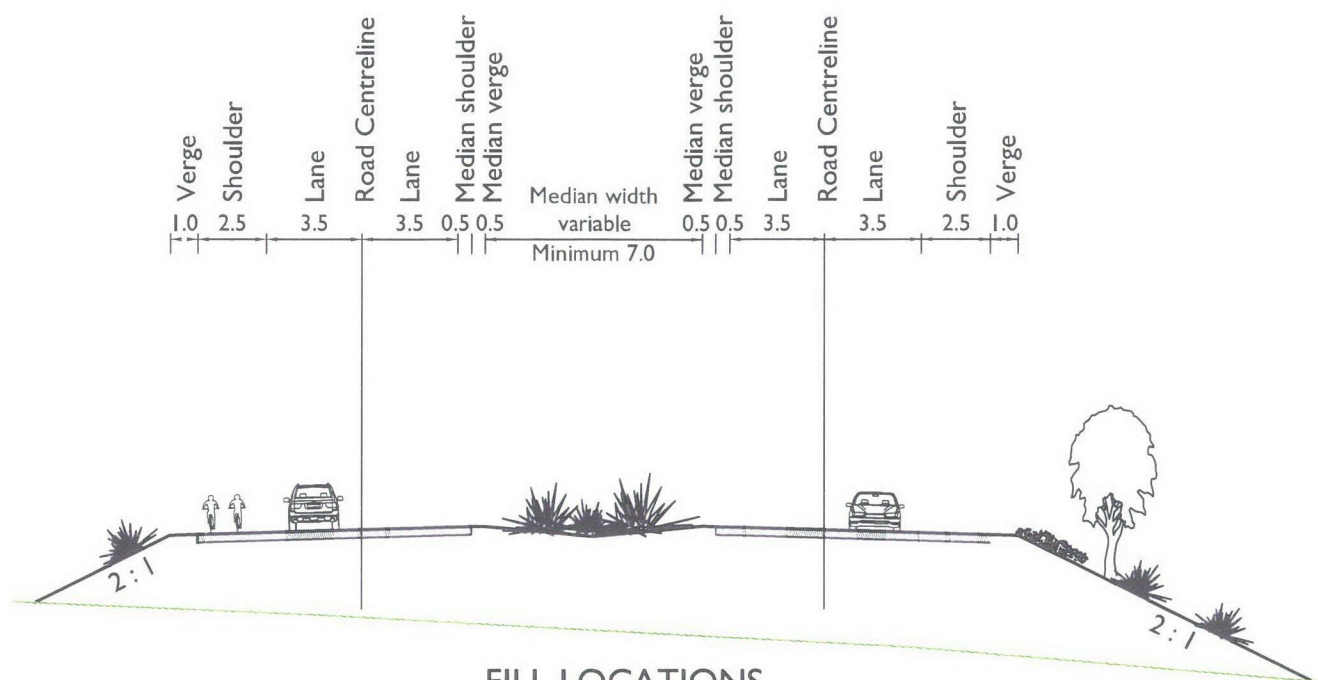 Verge
Shoulder
Lane
Road Centreline
Lane
Median shoulder
Median verge
Median width
variable
Minimum 7.0
Median verge
Median shoulder
Lane
Road Centreline
Lane
Shoulder
Verge
1.0 2.5 3.5 3.5 0.5 0.5 0.5 0.5 3.5 3.5 2.5 1.0
2:1
2:1
FILL LOCATIONS